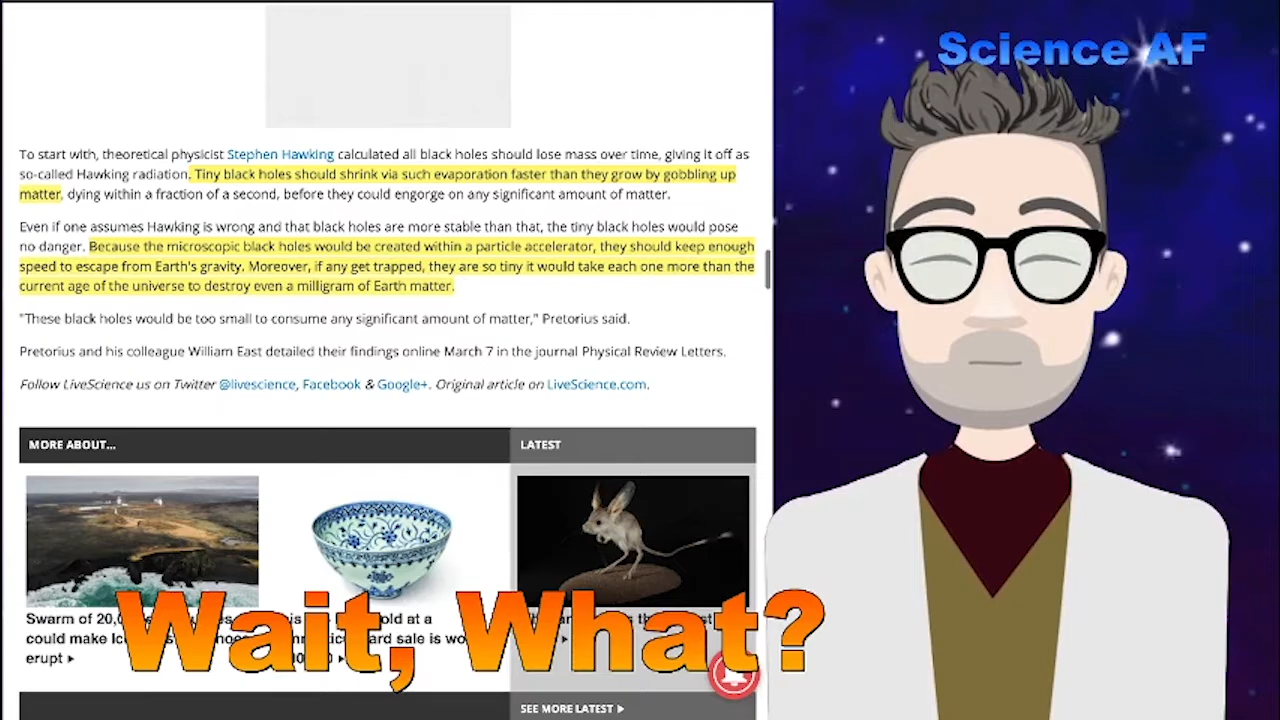 Science AF
To start with, theoretical physicist Stephen Hawking calculated all black holes should lose mass over time, giving it off as
so-called Hawking radiation. Tiny black holes should shrink via such evaporation faster than they grow by gobbling up
matter, dying within a fraction of a second, before they could engorge on any significant amount of matter.
Even if one assumes Hawking is wrong and that black holes are more stable than that, the tiny black holes would pose
no danger. Because the microscopic black holes would be created within a particle accelerator, they should keep enough
speed to escape from Earth's gravity. Moreover, if any get trapped, they are so tiny it would take each one more than the
current age of the universe to destroy even a milligram of Earth matter.
"These black holes would be too small to consume any significant amount of matter," Pretorius said.
Pretorius and his colleague William East detailed their findings online March 7 in the journal Physical Review Letters.
Follow LiveScience us on Twitter @livescience, Facebook & Google+. Original article on LiveScience.com.
MORE ABOUT...
LATEST
Swarm of 20,
old at a
could make
sale is
erupt ▸
Wait, What?
SEE MORE LATEST ▸